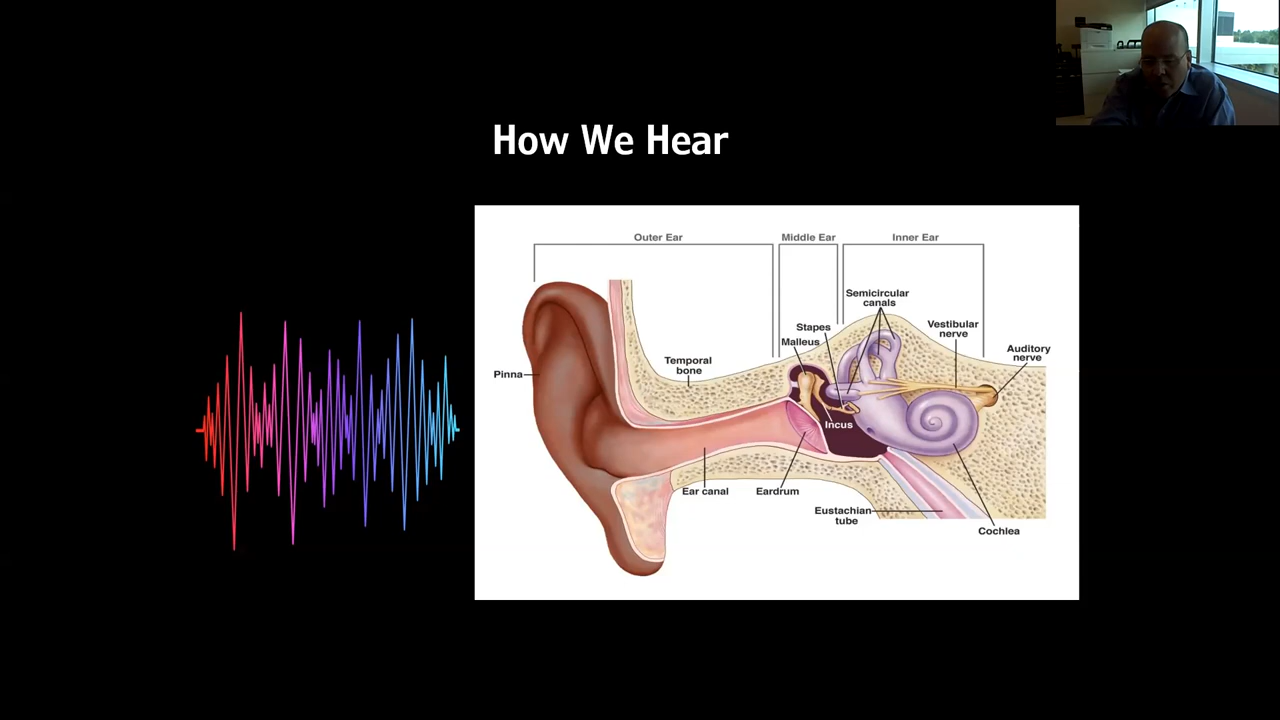 How We Hear
Outer Ear
Middle Ear
Inner Ear
Semicircular
canals
Stapes
Vestibular
nerve
Malleus
Auditory
nerve
Temporal
bone
Pinna
Incus
Ear canal
Eardrum
Eustachian
tube
Cochlea